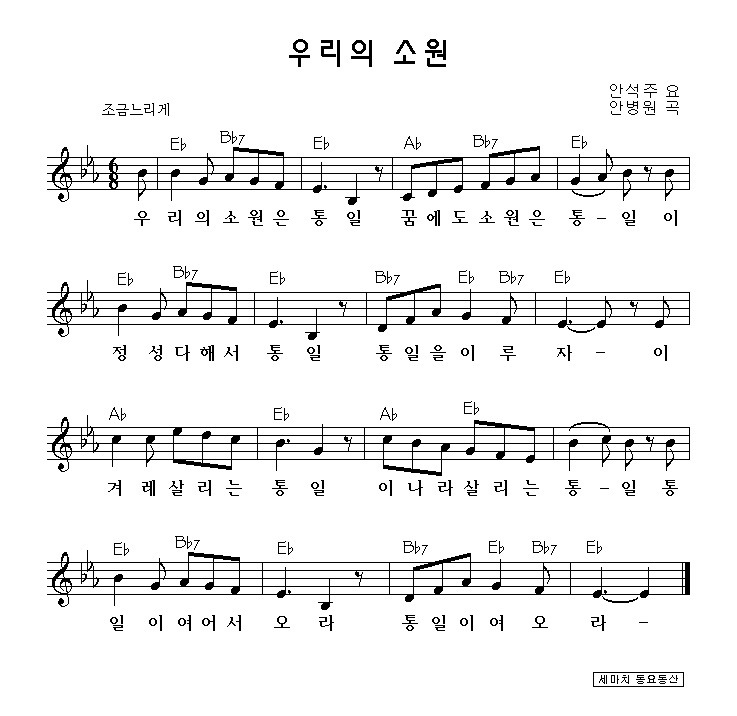 우리의 소원
안석주 요
안병원 곡
조금느리게
E♭ B♭7 E♭ A♭ B♭7 E♭
6
8
우 리 의 소 원 은 통 일 꿈 에 도 소 원 은 통 - 일 이
E♭ B♭7 E♭ B♭7 E♭ B♭7 E♭
정 성 다 해 서 통 일 통 일 을 이 루 자 - 이
A♭ E♭ A♭ E♭
겨 레 살 리 는 통 일 이 나 라 살 리 는 통 - 일 통
E♭ B♭7 E♭ B♭7 E♭ B♭7 E♭
일 이 여 어 서 오 라 통 일 이 여 오 라 -
세마치 동요동산